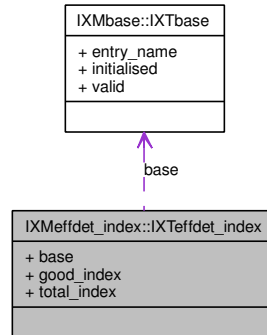 IXMbase::IXTbase
+ entry_name
+ initialised
+ valid
base
IXMeffdet_index::IXTeffdet_index
+ base
+ good_index
+ total_index